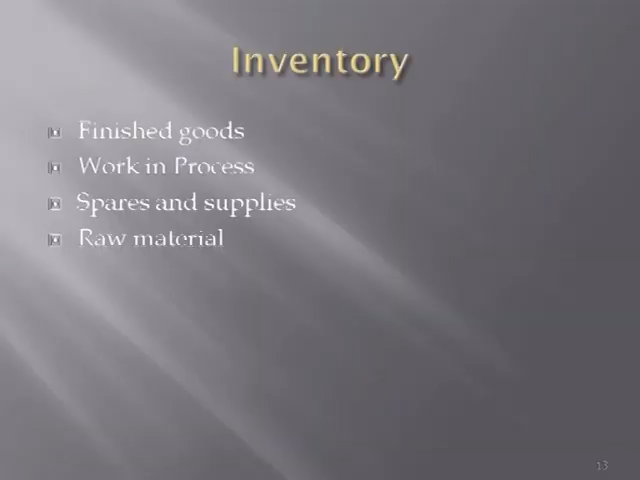 Inventory
Finished goods
Work in Process
Spares and supplies
Raw material
13